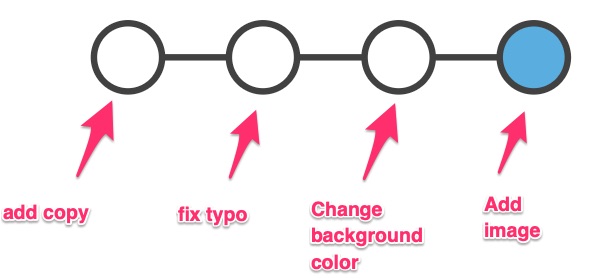 add copy
fix typo
Change
background
color
Add
image